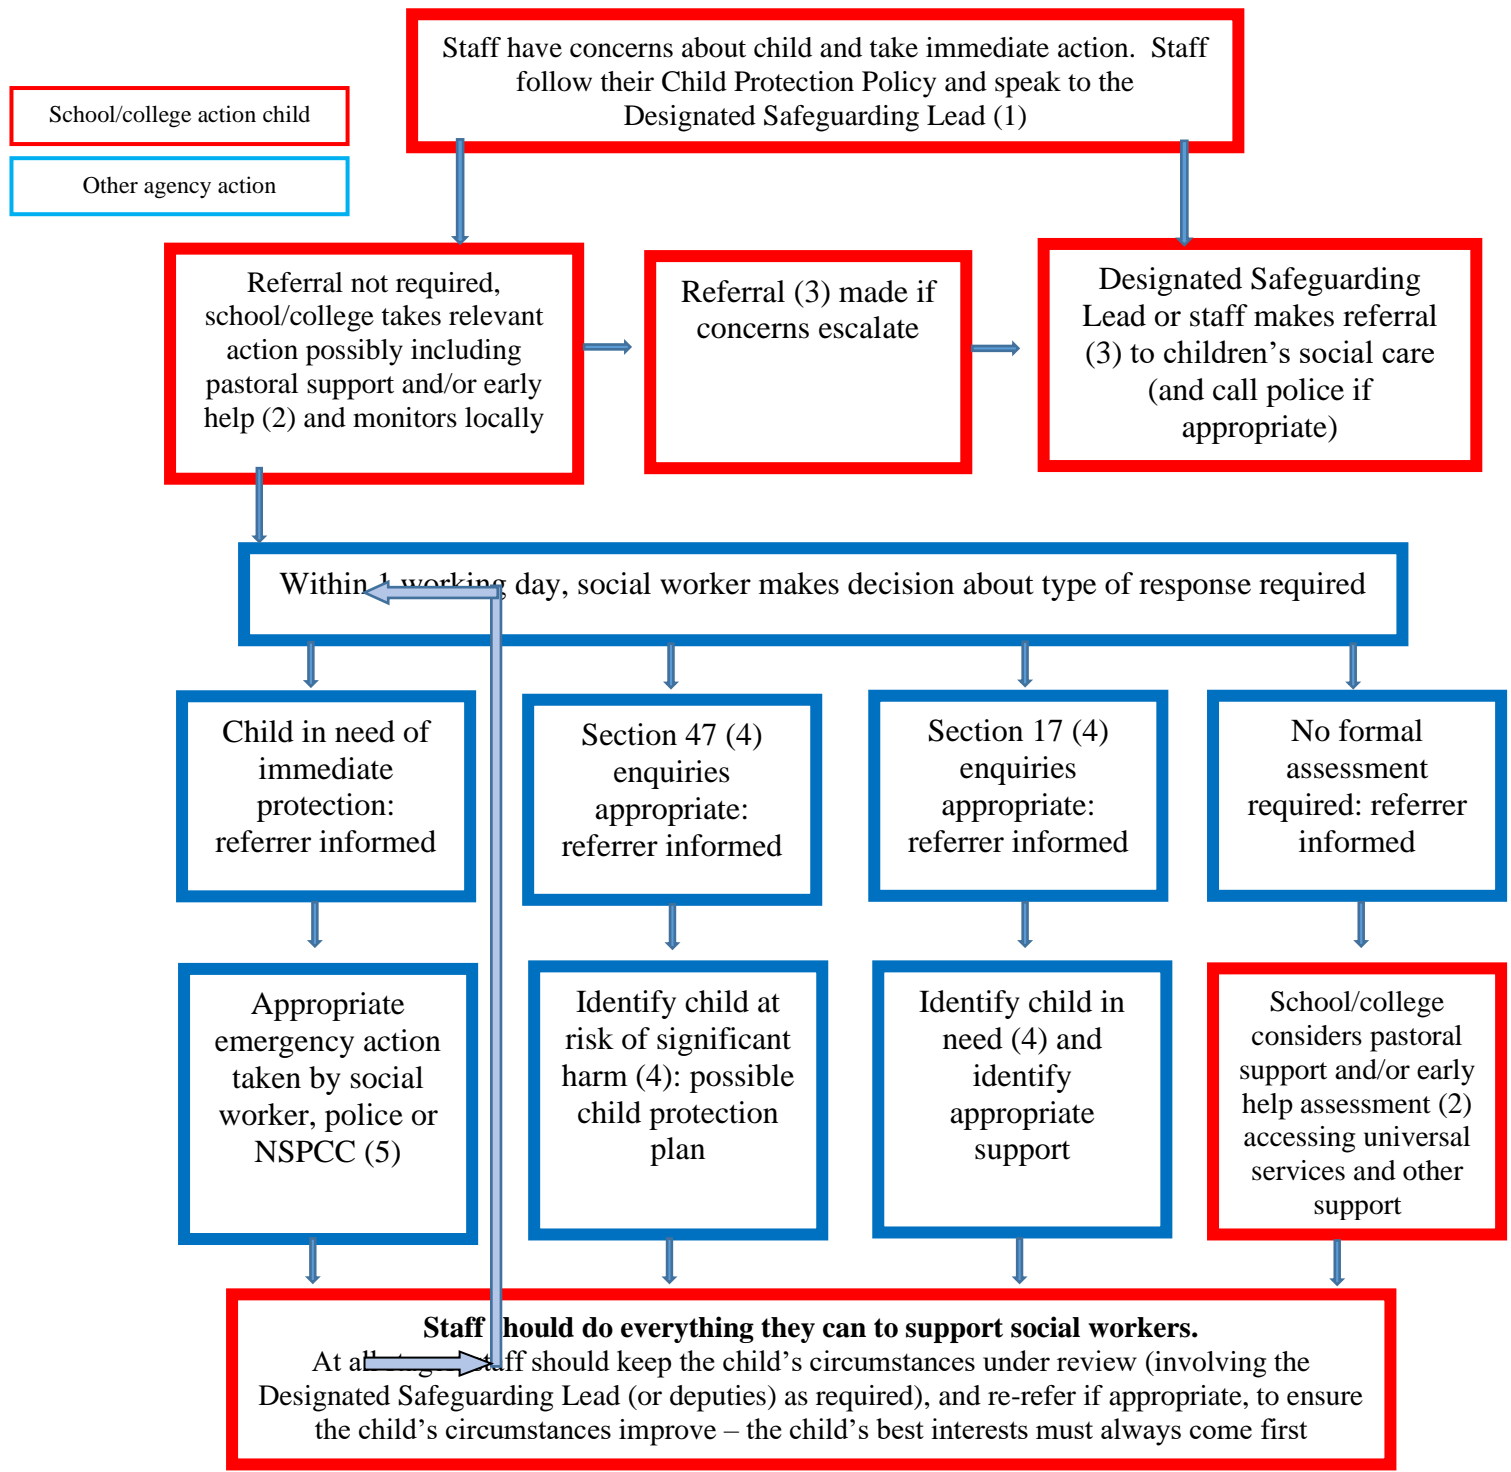 Staff have concerns about child and take immediate action.  Staff
follow their Child Protection Policy and speak to the
Designated Safeguarding Lead (1)
School/college action child
Other agency action
Referral not required,
school/college takes relevant
action possibly including
pastoral support and/or early
help (2) and monitors locally
Referral (3) made if
concerns escalate
Designated Safeguarding
Lead or staff makes referral
(3) to children’s social care
(and call police if
appropriate)
Within 1 working day, social worker makes decision about type of response required
Child in need of
immediate
protection:
referrer informed
Section 47 (4)
enquiries
appropriate:
referrer informed
Section 17 (4)
enquiries
appropriate:
referrer informed
No formal
assessment
required: referrer
informed
Appropriate
emergency action
taken by social
worker, police or
NSPCC (5)
Identify child at
risk of significant
harm (4): possible
child protection
plan
Identify child in
need (4) and
identify
appropriate
support
School/college
considers pastoral
support and/or early
help assessment (2)
accessing universal
services and other
support
Staff should do everything they can to support social workers.
At all stages staff should keep the child’s circumstances under review (involving the
Designated Safeguarding Lead (or deputies) as required), and re-refer if appropriate, to ensure
the child’s circumstances improve – the child’s best interests must always come first